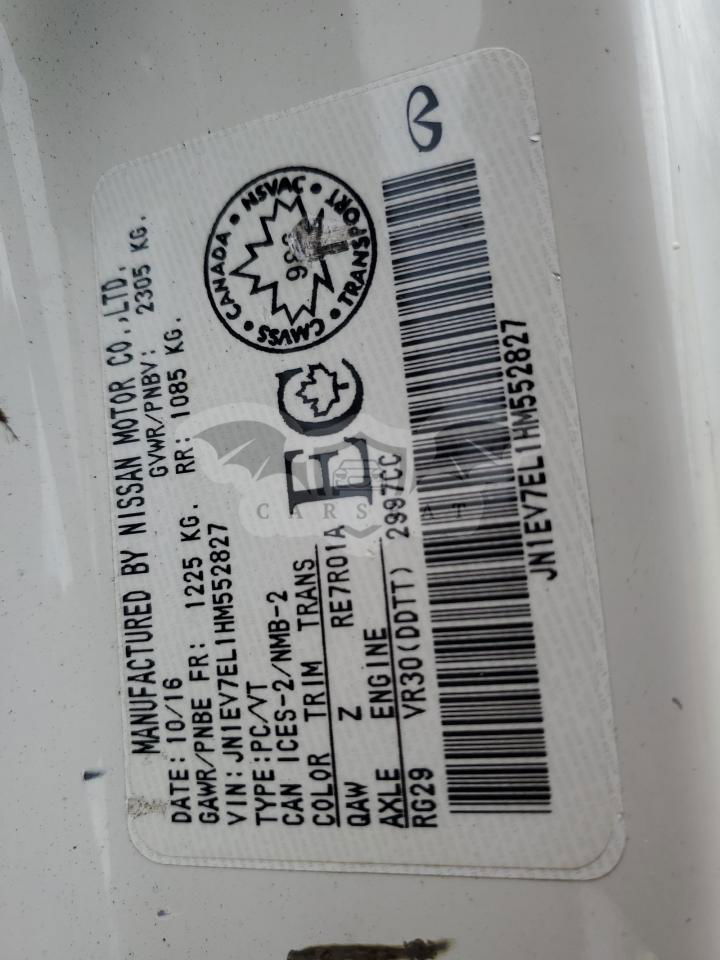 MANUFACTURED BY NISSAN MOTOR CO.,LTD.
DATE: 10/16 GVWR/PNBV: 2305 KG.
GAWR/PNBE FR: 1225 KG. RR: 1085 KG.
VIN: JN1EV7EL1HM552827
TYPE:PC/VT
CAN ICES-2/NMB-2
COLOR TRIM TRANS
QAW Z RE7R01A
AXLE ENGINE
RG29 VR30(DDTT) 2997CC
EC
CANADA • NSVAC • TRANSPORT • CMVSS •
JN1EV7EL1HM552827